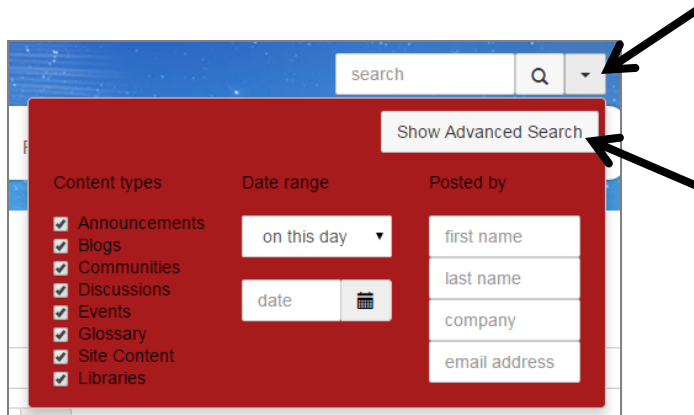 search
Show Advanced Search
Content types
Announcements
Blogs
Communities
Discussions
Events
Glossary
Site Content
Libraries
Date range
on this day
date
Posted by
first name
last name
company
email address